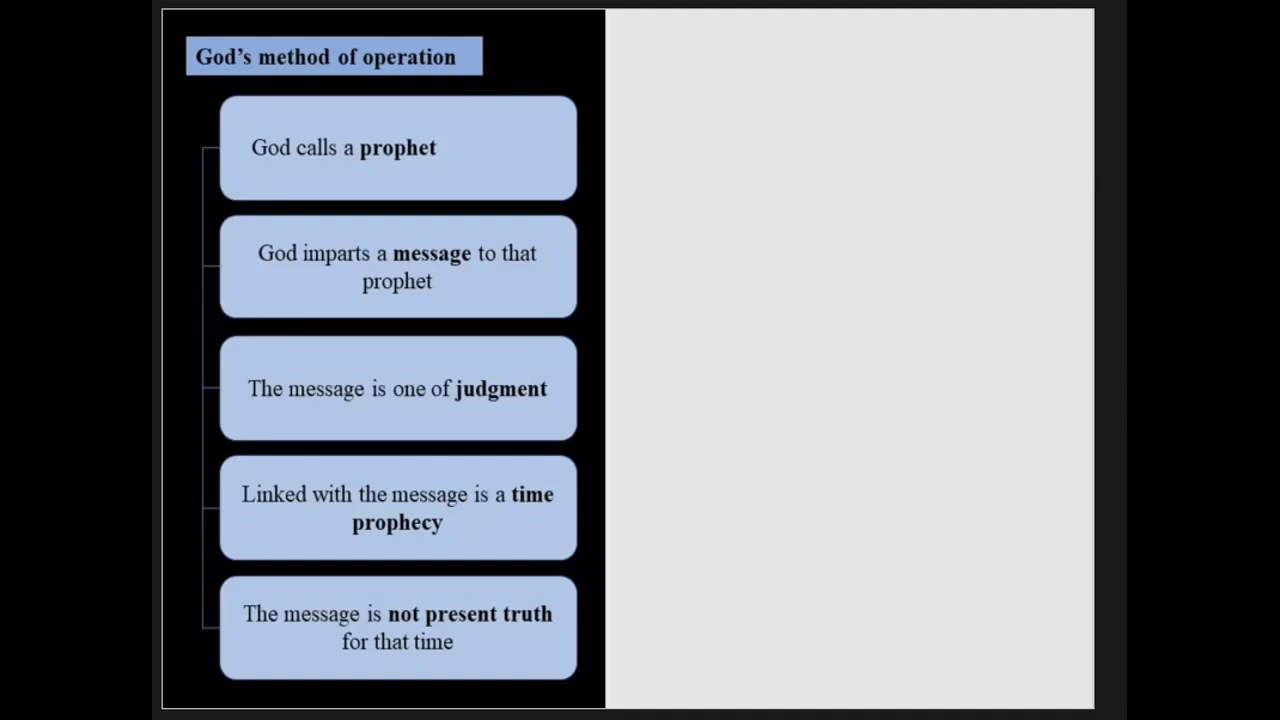 God’s method of operation
God calls a prophet
God imparts a message to that
prophet
The message is one of judgment
Linked with the message is a time
prophecy
The message is not present truth
for that time